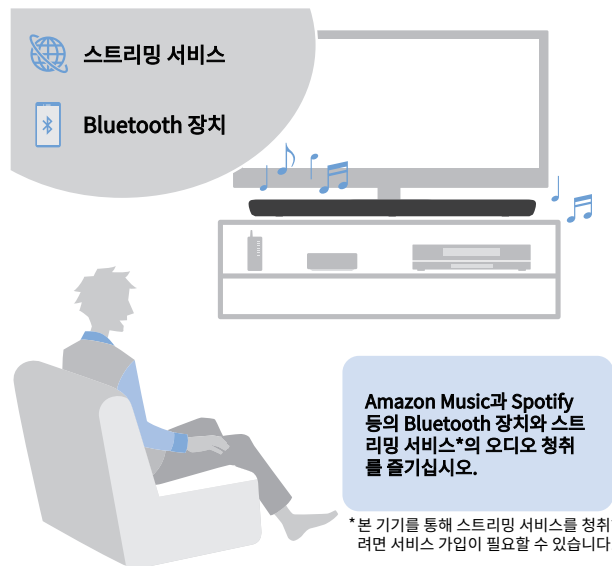 스트리밍 서비스
Bluetooth 장치
Amazon Music과 Spotify
등의 Bluetooth 장치와 스트
리밍 서비스*의 오디오 청취
를 즐기십시오.
* 본 기기를 통해 스트리밍 서비스를 청취
려면 서비스 가입이 필요할 수 있습니다